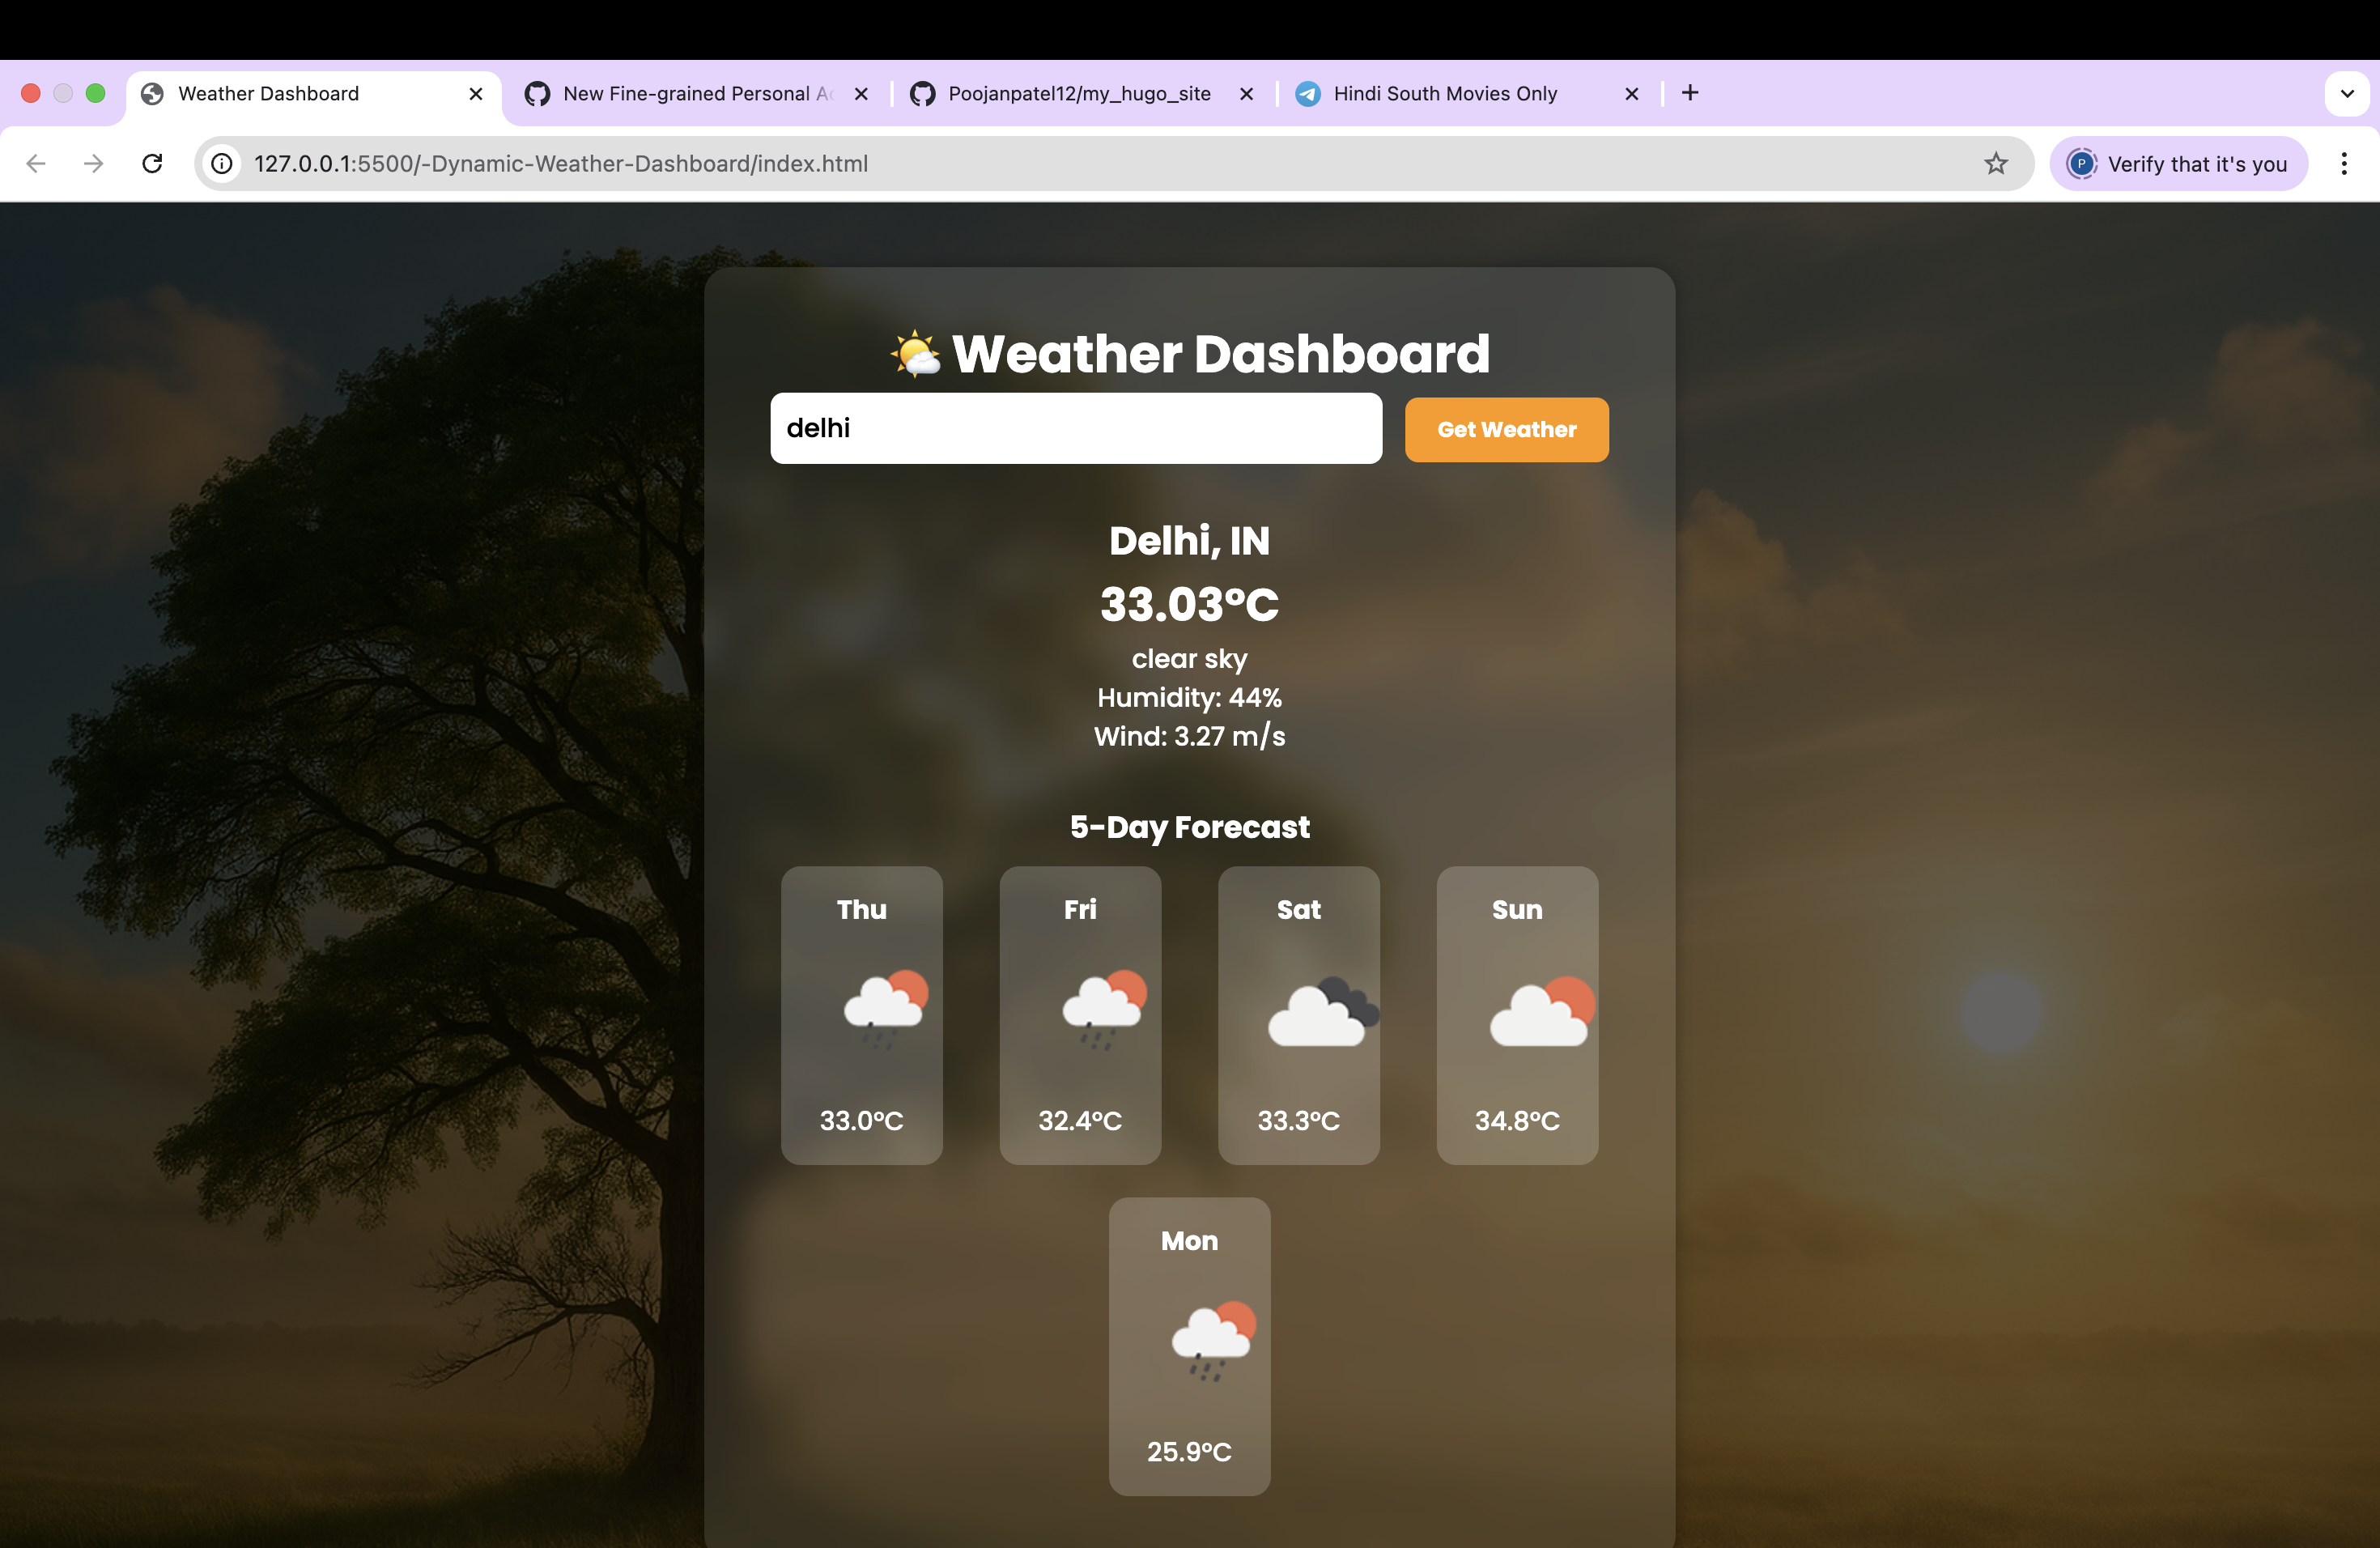 Weather Dashboard
New Fine-grained Personal Ac
Poojanpatel12/my_hugo_site
Hindi South Movies Only
127.0.0.1:5500/-Dynamic-Weather-Dashboard/index.html
P
Verify that it's you
Weather Dashboard
delhi
Get Weather
Delhi, IN
33.03°C
clear sky
Humidity: 44%
Wind: 3.27 m/s
5-Day Forecast
Thu
Fri
Sat
Sun
33.0°C
32.4°C
33.3°C
34.8°C
Mon
25.9°C